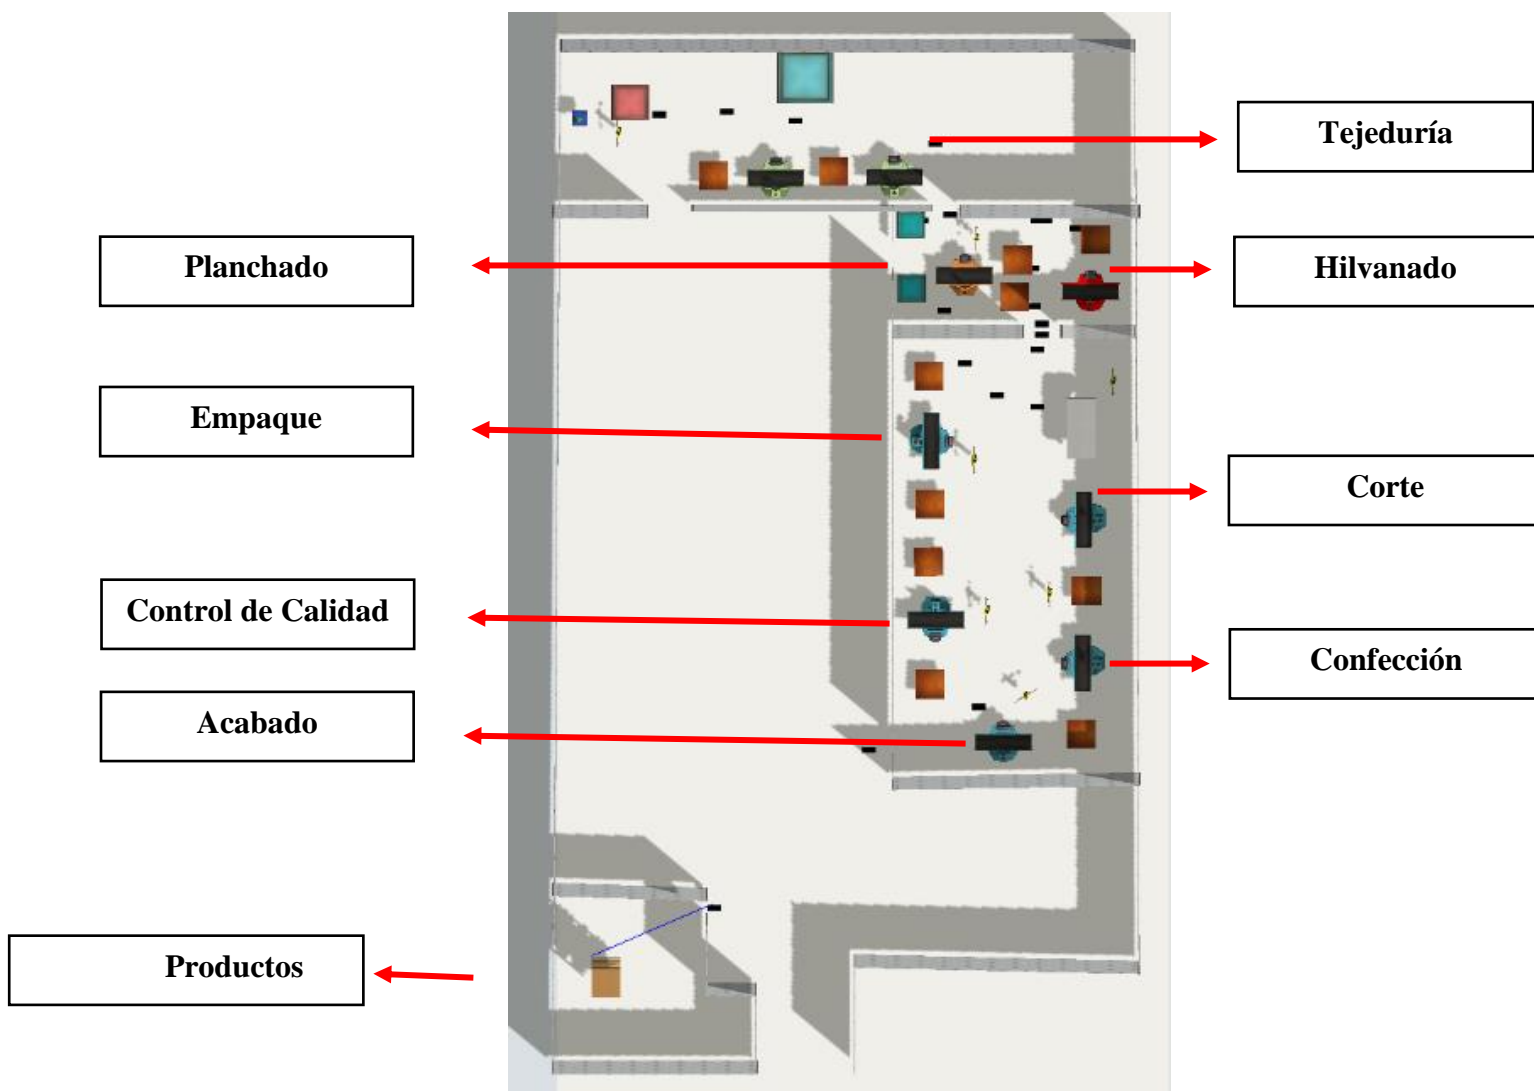 Tejeduría
Planchado
Hilvanado
Empaque
Corte
Control de Calidad
Confección
Acabado
Productos